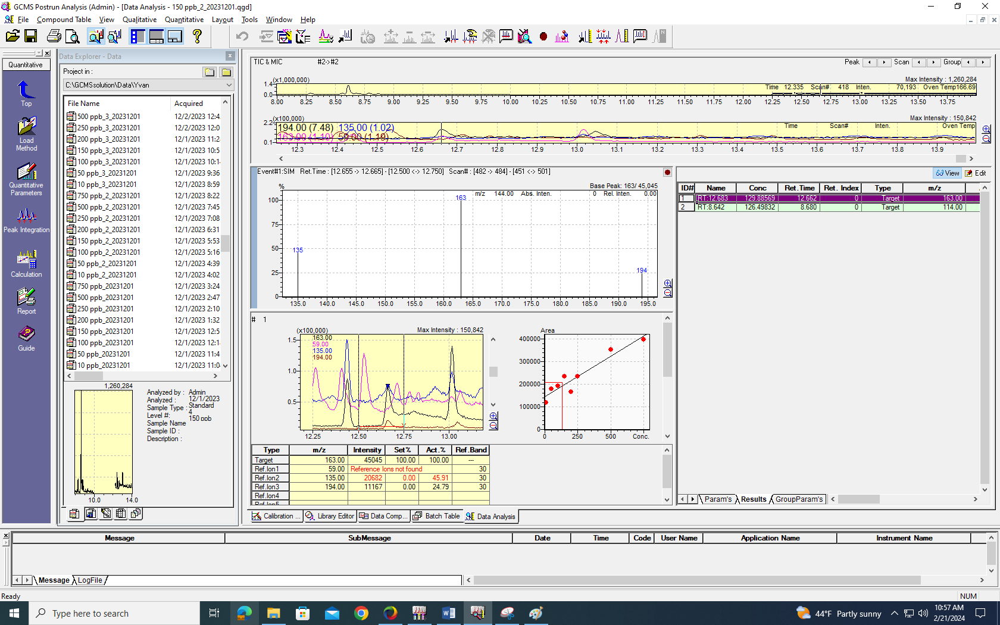 GCMS Postrun Analysis (Admin) - [Data Analysis - 150 ppb_2_20231201.qgd]
File Compound Table View Qualitative Quantitative Layout Tools Window Help
Quantitative
Top
Load Method
Quantitative Parameters
Peak Integration
Calculation
Report
Guide
Data Explorer - Data
Project in :
C:\GCMSsolution\Data\Yvan
File Name Acquired
500 ppb_3_20231201 12/2/2023 12:4
250 ppb_3_20231201 12/2/2023 12:0
200 ppb_3_20231201 12/1/2023 11:2
150 ppb_3_20231201 12/1/2023 10:5
100 ppb_3_20231201 12/1/2023 10:1
50 ppb_3_20231201 12/1/2023 9:36
10 ppb_3_20231201 12/1/2023 8:59
750 ppb_2_20231201 12/1/2023 8:22
500 ppb_2_20231201 12/1/2023 7:45
250 ppb_2_20231201 12/1/2023 7:08
200 ppb_2_20231201 12/1/2023 6:31
150 ppb_2_20231201 12/1/2023 5:53
100 ppb_2_20231201 12/1/2023 5:16
50 ppb_2_20231201 12/1/2023 4:39
10 ppb_2_20231201 12/1/2023 4:02
750 ppb_20231201 12/1/2023 3:24
500 ppb_20231201 12/1/2023 2:47
250 ppb_20231201 12/1/2023 2:10
200 ppb_20231201 12/1/2023 1:32
150 ppb_20231201 12/1/2023 12:5
100 ppb_20231201 12/1/2023 12:1
50 ppb_20231201 12/1/2023 11:4
10 ppb_20231201 12/1/2023 11:0
1,260,284
10.0 14.0
Analyzed by : Admin
Analyzed : 12/1/2023
Sample Type : Standard
Level #: 4
Sample Name 150 ppb
Sample ID :
Description :
TIC & MIC #2->#2
Peak Scan Group
(x1,000,000) Max Intensity : 1,260,284
1.4 Time 12.335 Scan# 418 Inten. 70,193 Oven Temp166.69
0.0
8.00 8.25 8.50 8.75 9.00 9.25 9.50 9.75 10.00 10.25 10.50 10.75 11.00 11.25 11.50 11.75 12.00 12.25 12.50 12.75 13.00 13.25 13.50 13.75
(x100,000) Max Intensity : 150,842
2.2 194.00 (7.48) 135.00 (1.02) Time Scan# Inten. Oven Temp
163.00 (1.10) 59.00 (1.19)
0.1
12.3 12.4 12.5 12.6 12.7 12.8 12.9 13.0 13.1 13.2 13.3 13.4 13.5 13.6 13.7 13.8 13.9
Event#1:SIM Ret.Time : [12.655 -> 12.665] - [12.500 <-> 12.750] Scan# : [482 -> 484] - [451 <-> 501]
% Base Peak: 163/ 45,045
m/z 144.00 Abs. Inten. 0 Rel. Inten. 0.00
100
75
50
25
0
163
135
194
135.0 140.0 145.0 150.0 155.0 160.0 165.0 170.0 175.0 180.0 185.0 190.0 195.0
# 1
(x100,000) Max Intensity : 150,842
163.00
59.00
135.00
194.00
1.5
1.0
0.5
12.25 12.50 12.75 13.00
Area
400000
300000
200000
100000
0
0 250 500 Conc.
Type m/z Intensity Set% Act.% Ref.Band
Target 163.00 45045 100.00 100.00 ---
Ref.Ion1 59.00 Reference Ions not found 30
Ref.Ion2 135.00 20682 0.00 45.91 30
Ref.Ion3 194.00 11167 0.00 24.79 30
Ref.Ion4
Ref.Ion5
View Edit
ID# Name Conc Ret.Time Ret. Index Type m/z
1 RT:12.683 129.88569 12.662 0 Target 163.00
2 RT:8.642 126.49832 8.680 0 Target 114.00
Param's Results GroupParam's
Calibration ... Library Editor Data Comp... Batch Table Data Analysis
Message SubMessage Date Time Code User Name Application Name Instrument Name
Message LogFile
Ready NUM
Type here to search
44°F Partly sunny
10:57 AM
2/21/2024